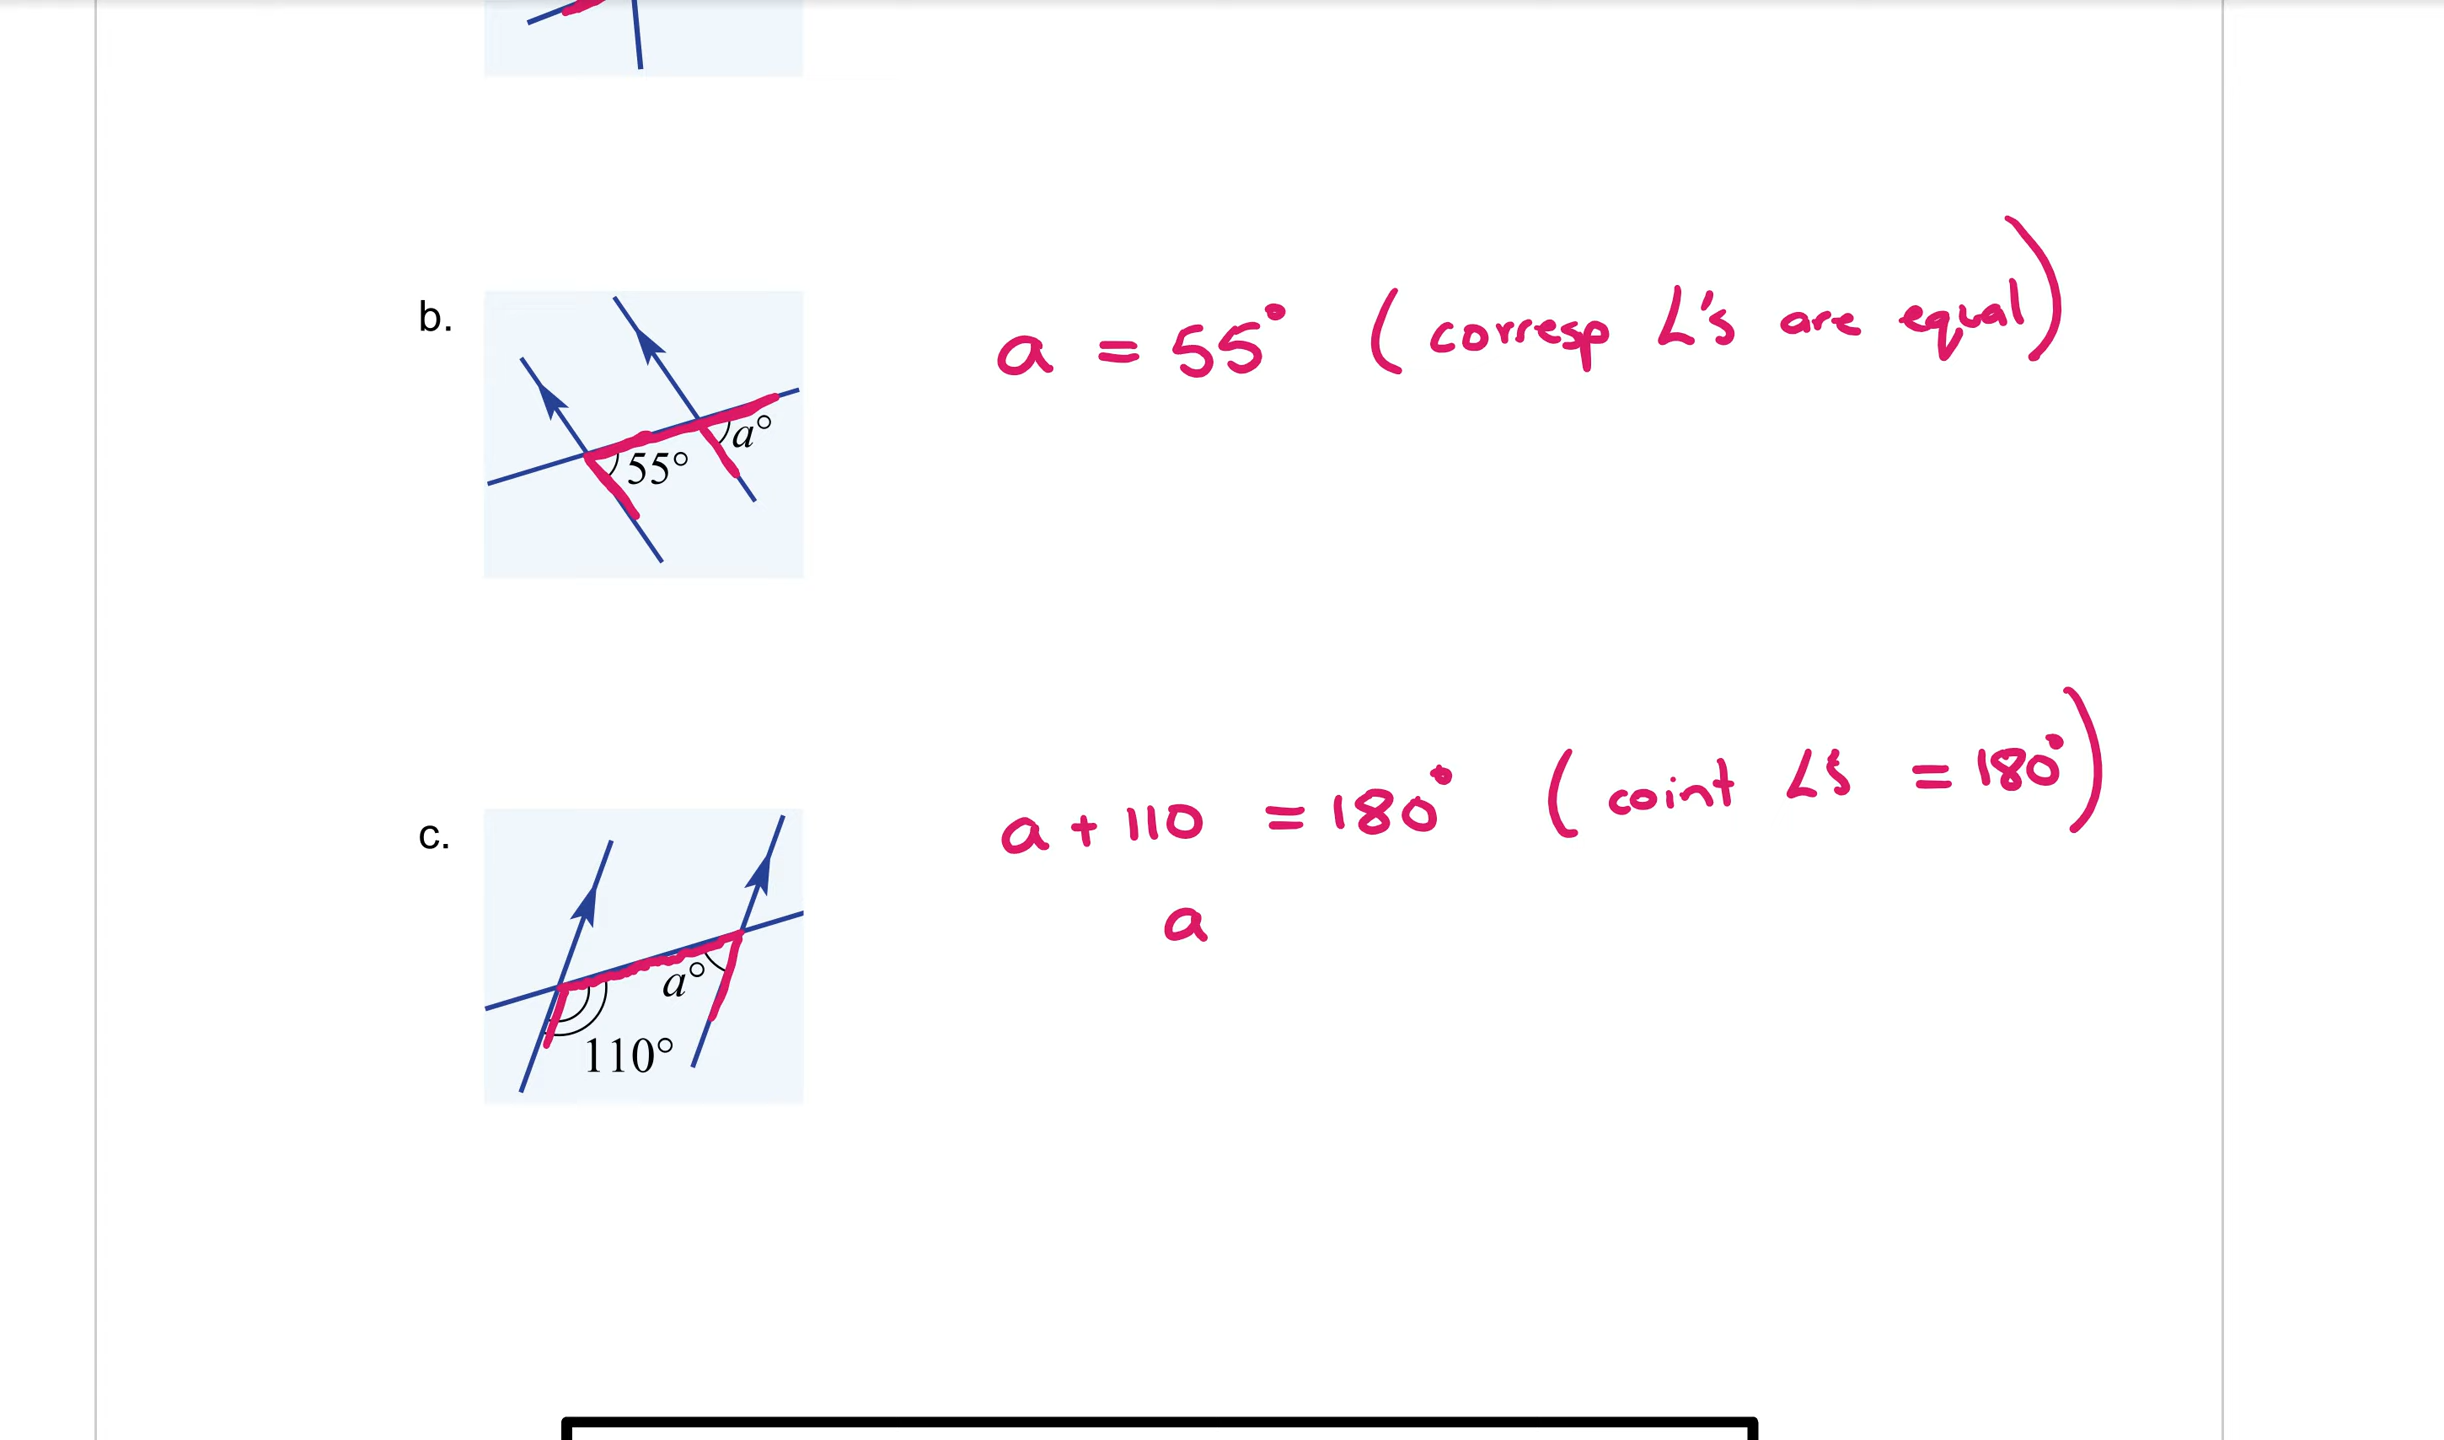 b.
a = 55° (corresp ∠'s are equal)
a°
55°
c.
a + 110 = 180° (coint ∠'s = 180°)
a
a°
110°